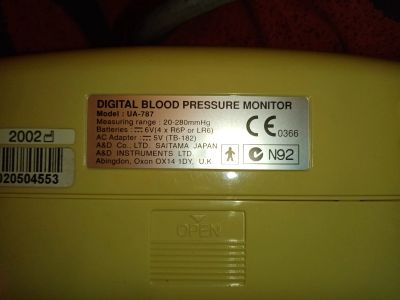 DIGITAL BLOOD PRESSURE MONITOR
Model : UA-787
Measuring range : 20-280mmHg
Batteries : 6V(4 x R6P or LR6)
AC Adapter : 5V (TB-182)
A&D Co., LTD. SAITAMA JAPAN
A&D INSTRUMENTS LTD.
Abingdon, Oxon OX14 1DY, U.K
CE 0366
N92
2002
020504553
OPEN